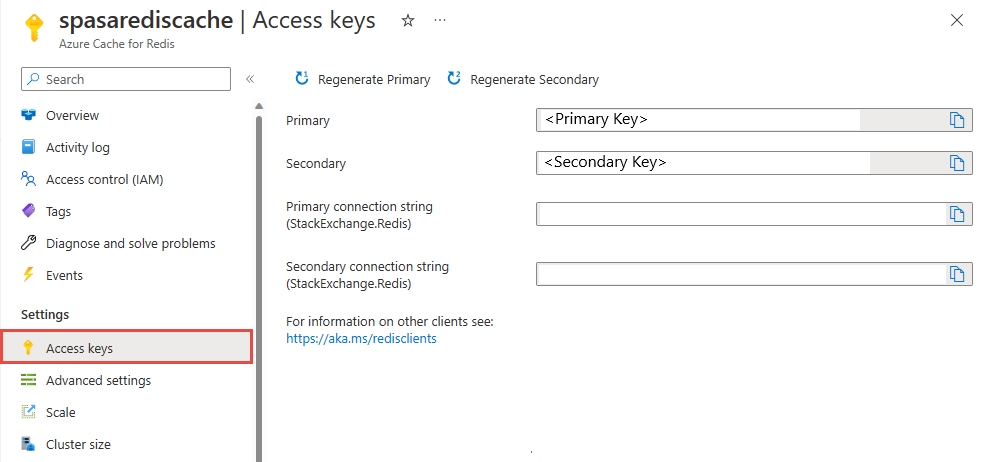 spasarediscache | Access keys
Azure Cache for Redis
Search
Regenerate Primary
Regenerate Secondary
Overview
Activity log
Access control (IAM)
Tags
Diagnose and solve problems
Events
Settings
Access keys
Advanced settings
Scale
Cluster size
Primary
<Primary Key>
Secondary
<Secondary Key>
Primary connection string
(StackExchange.Redis)
Secondary connection string
(StackExchange.Redis)
For information on other clients see:
https://aka.ms/redisclients